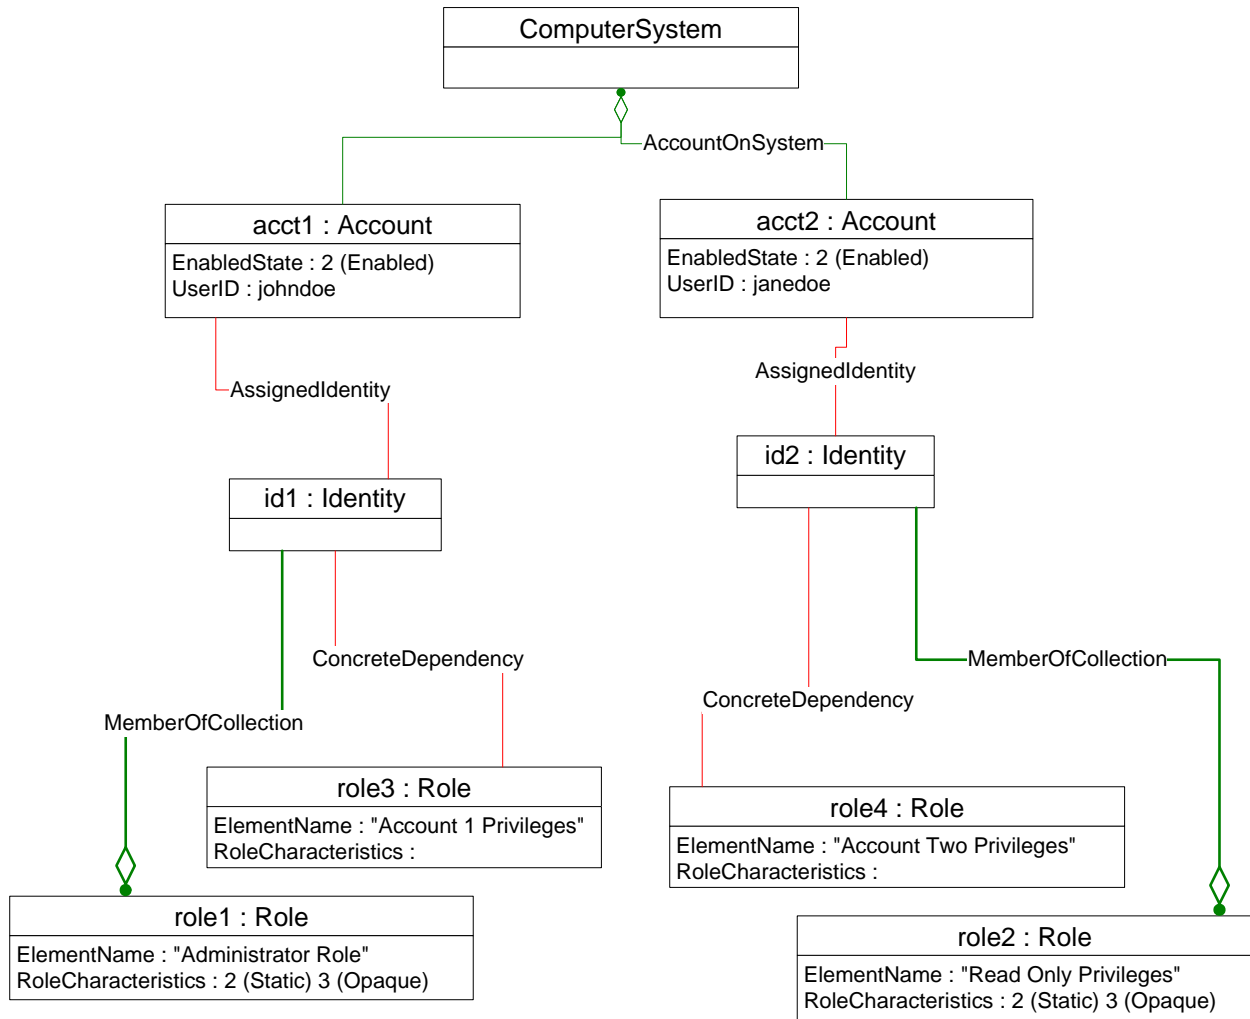 ComputerSystem
AccountOnSystem
acct1 : Account
EnabledState : 2 (Enabled)
UserID : johndoe
acct2 : Account
EnabledState : 2 (Enabled)
UserID : janedoe
AssignedIdentity
AssignedIdentity
id1 : Identity
id2 : Identity
ConcreteDependency
MemberOfCollection
MemberOfCollection
ConcreteDependency
role3 : Role
ElementName : "Account 1 Privileges"
RoleCharacteristics :
role4 : Role
ElementName : "Account Two Privileges"
RoleCharacteristics :
role1 : Role
ElementName : "Administrator Role"
RoleCharacteristics : 2 (Static) 3 (Opaque)
role2 : Role
ElementName : "Read Only Privileges"
RoleCharacteristics : 2 (Static) 3 (Opaque)